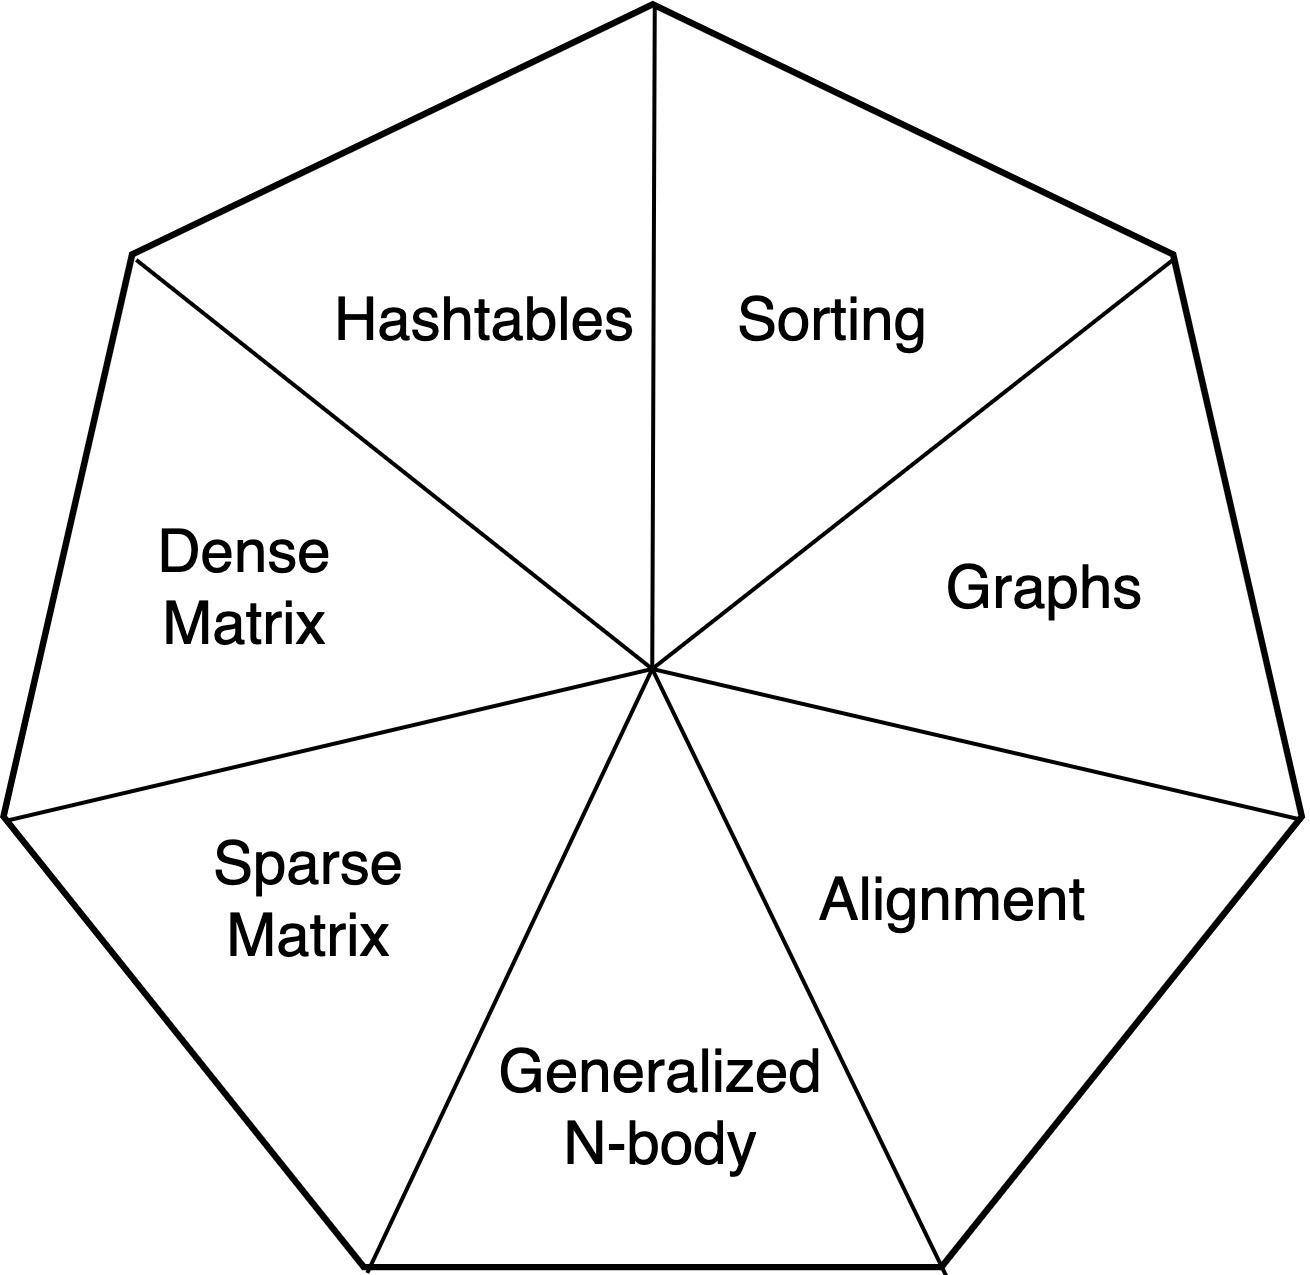 Hashtables
Sorting
Dense
Matrix
Graphs
Sparse
Matrix
Alignment
Generalized
N-body